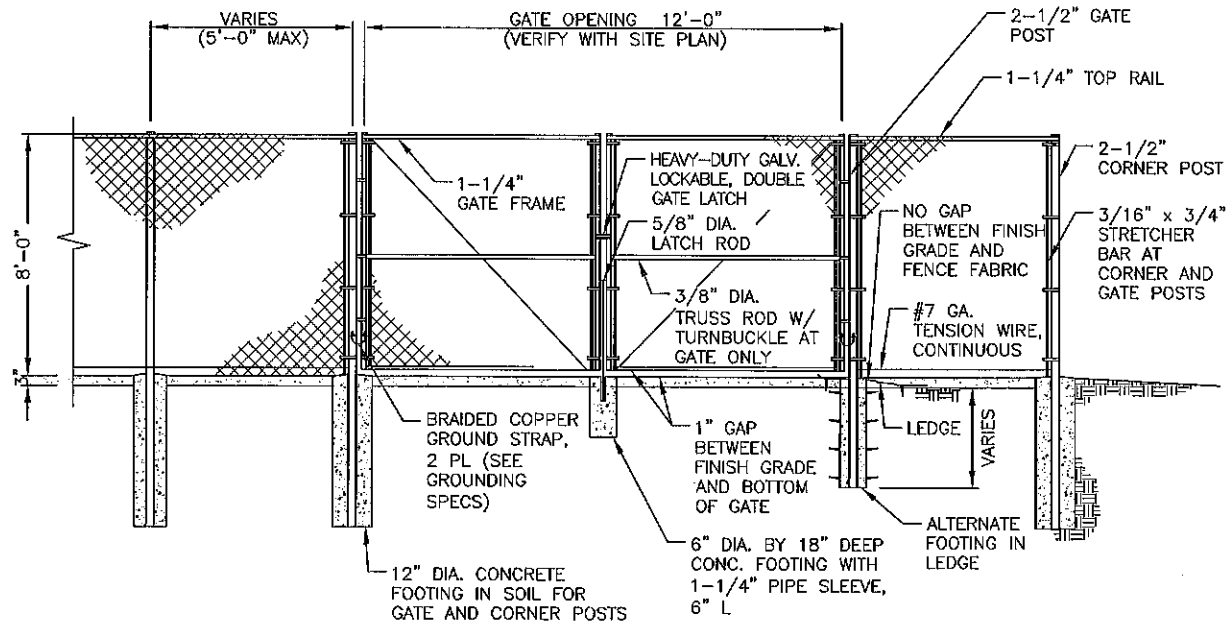 VARIES
(5'-0" MAX)
GATE OPENING 12'-0"
(VERIFY WITH SITE PLAN)
2-1/2" GATE
POST
1-1/4" TOP RAIL
2-1/2"
CORNER POST
3/16" x 3/4"
STRETCHER
BAR AT
CORNER AND
GATE POSTS
HEAVY-DUTY GALV.
LOCKABLE, DOUBLE
GATE LATCH
1-1/4"
GATE FRAME
5/8" DIA.
LATCH ROD
NO GAP
BETWEEN FINISH
GRADE AND
FENCE FABRIC
8'-0"
3/8" DIA.
TRUSS ROD W/
TURNBUCKLE AT
GATE ONLY
#7 GA.
TENSION WIRE,
CONTINUOUS
3"
BRAIDED COPPER
GROUND STRAP,
2 PL (SEE
GROUNDING
SPECS)
1" GAP
BETWEEN
FINISH GRADE
AND BOTTOM
OF GATE
LEDGE
VARIES
ALTERNATE
FOOTING IN
LEDGE
6" DIA. BY 18" DEEP
CONC. FOOTING WITH
1-1/4" PIPE SLEEVE,
6" L
12" DIA. CONCRETE
FOOTING IN SOIL FOR
GATE AND CORNER POSTS